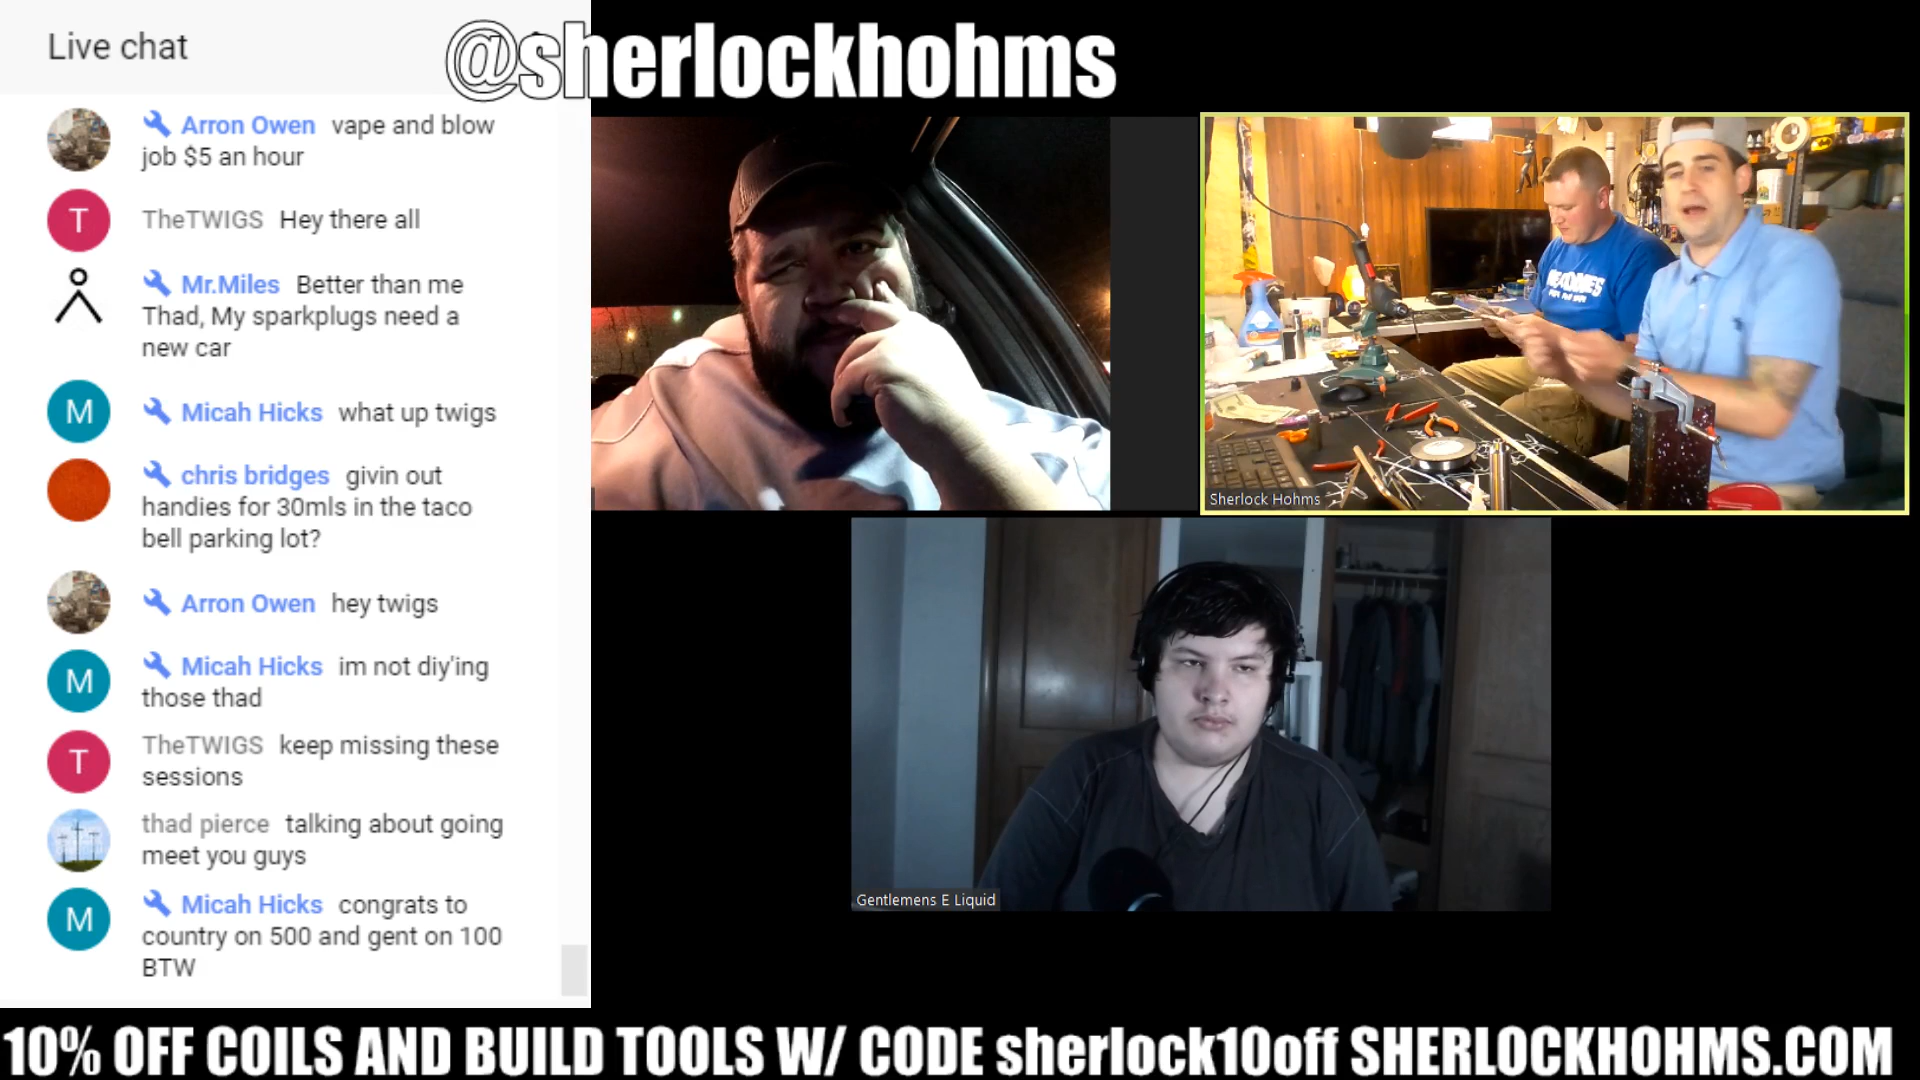 Live chat
@sherlockhohms
Arron Owen vape and blow
job $5 an hour
T
TheTWIGS Hey there all
Mr.Miles Better than me
Thad, My sparkplugs need a
new car
M
Micah Hicks what up twigs
chris bridges givin out
handies for 30mls in the taco
bell parking lot?
Arron Owen hey twigs
M
Micah Hicks im not diy'ing
those thad
T
TheTWIGS keep missing these
sessions
thad pierce talking about going
meet you guys
M
Micah Hicks congrats to
country on 500 and gent on 100
BTW
Sherlock Hohms
Gentlemens E Liquid
10% OFF COILS AND BUILD TOOLS W/ CODE sherlock10off SHERLOCKHOHMS.COM